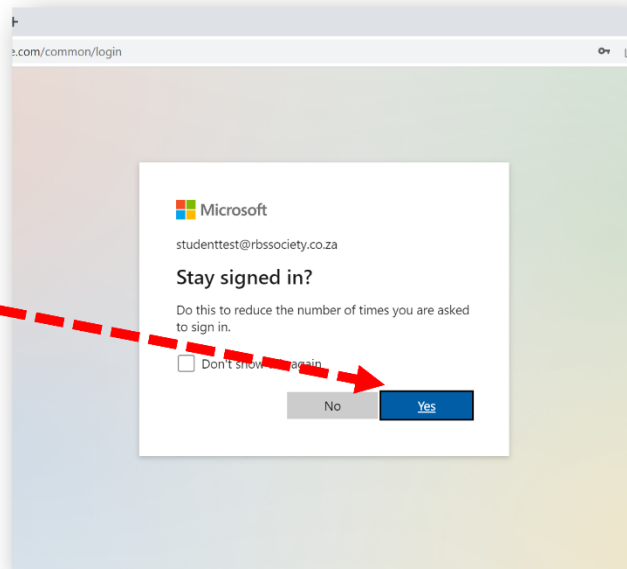 e.com/common/login
Microsoft
studenttest@rbssociety.co.za
Stay signed in?
Do this to reduce the number of times you are asked
to sign in.
Don't show again
No
Yes